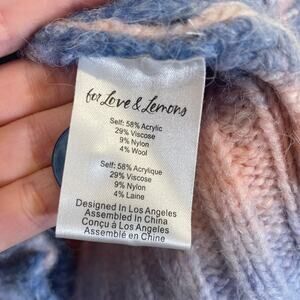 for Love & Lemons
Self: 58% Acrylic
29% Viscose
9% Nylon
4% Wool
Self: 58% Acrylique
29% Viscose
9% Nylon
4% Laine
Designed In Los Angeles
Assembled In China
Conçu à Los Angeles
Assemblé en Chine